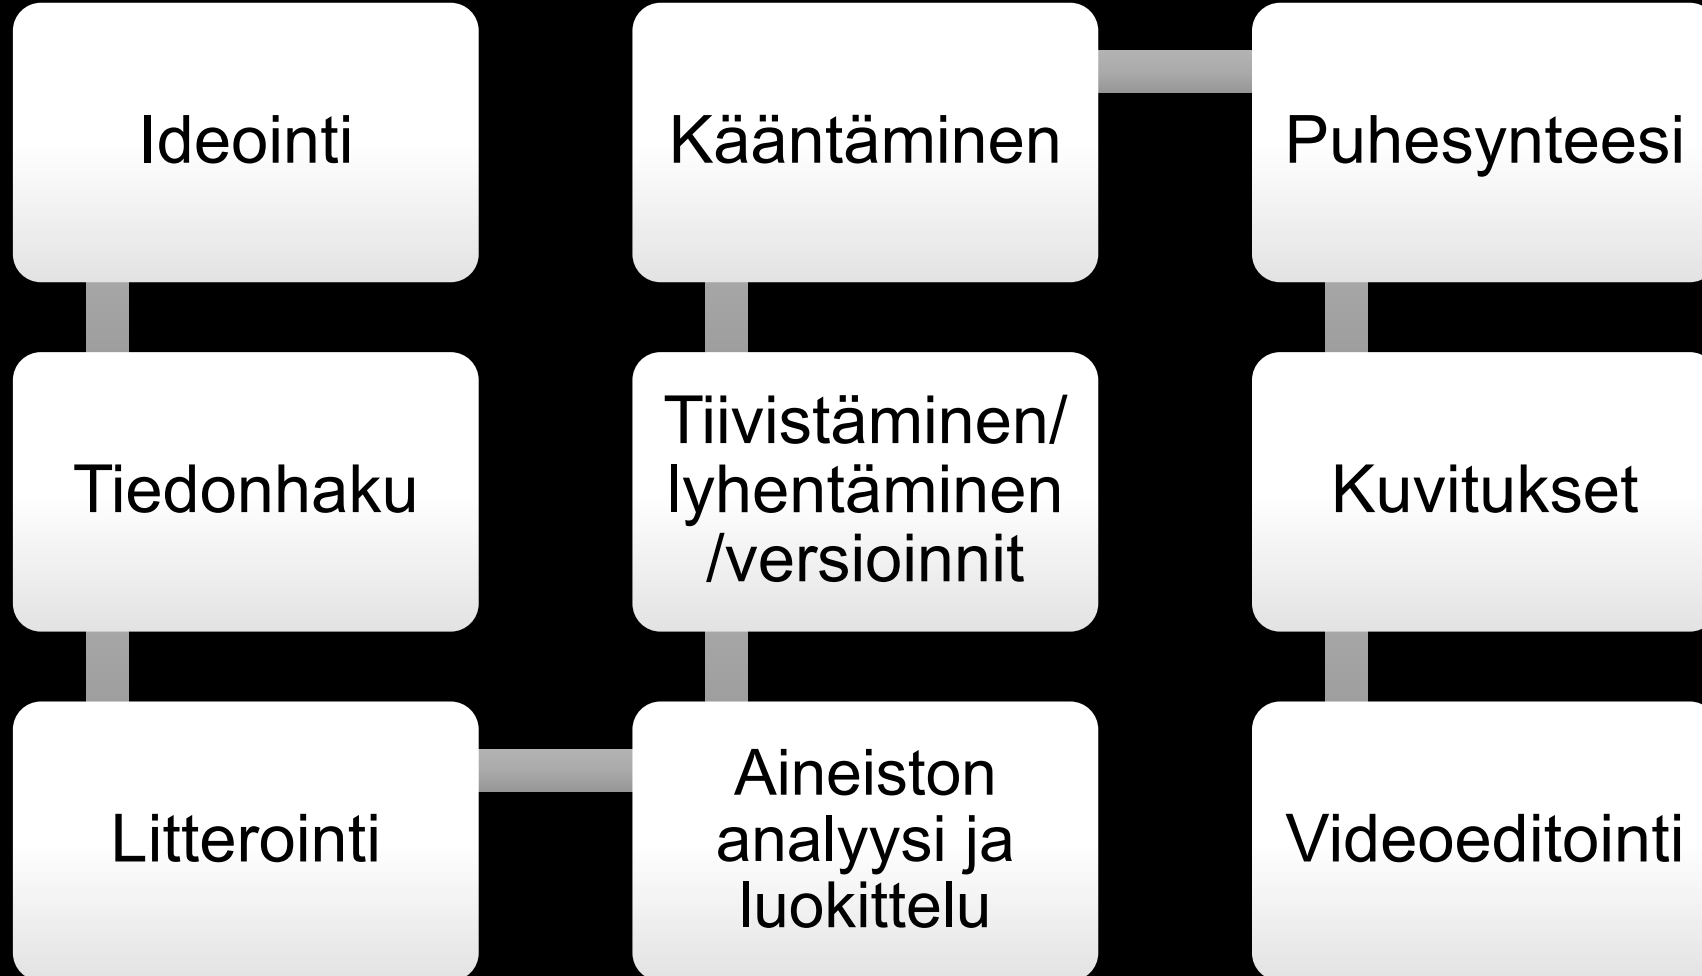 Ideointi
Tiedonhaku
Litterointi
Aineiston
analyysi ja
luokittelu
Tiivistäminen/
lyhentäminen
/versioinnit
Kääntäminen
Puhesynteesi
Kuvitukset
Videoeditointi